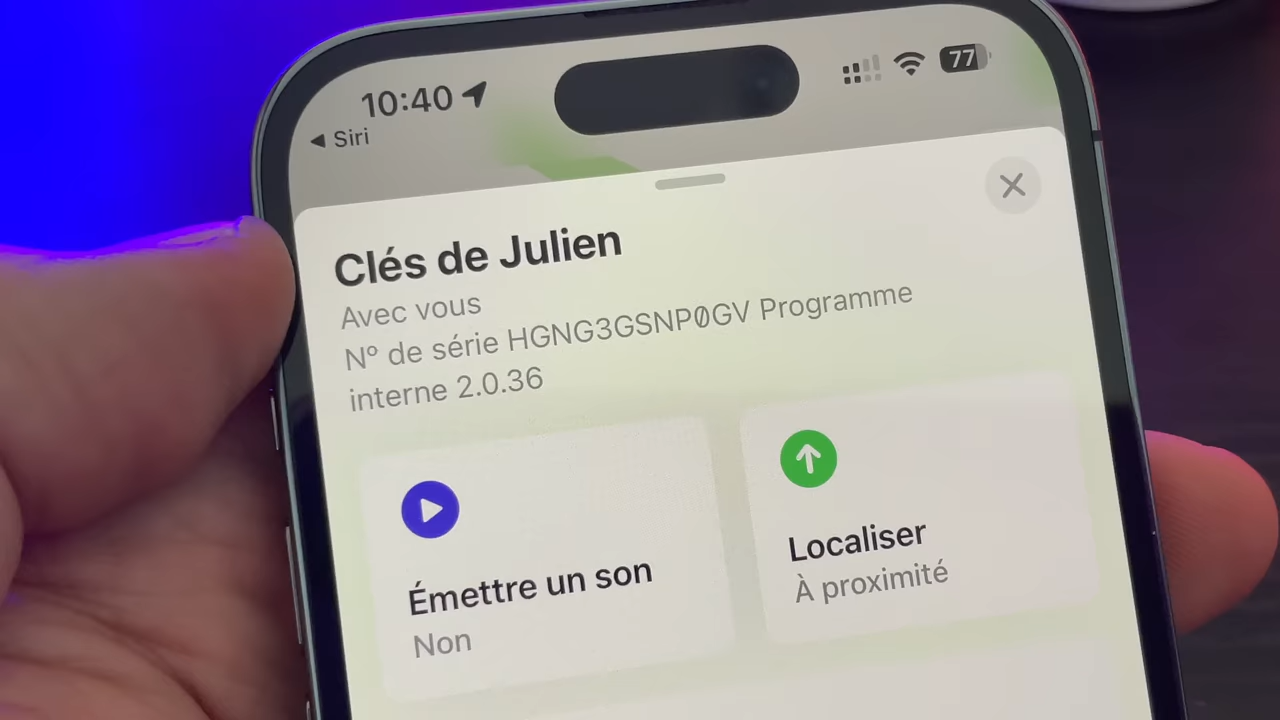 10:40
77
◀ Siri
Clés de Julien
Avec vous
N° de série HGNG3GSNP0GV Programme
interne 2.0.36
Émettre un son
Non
Localiser
À proximité